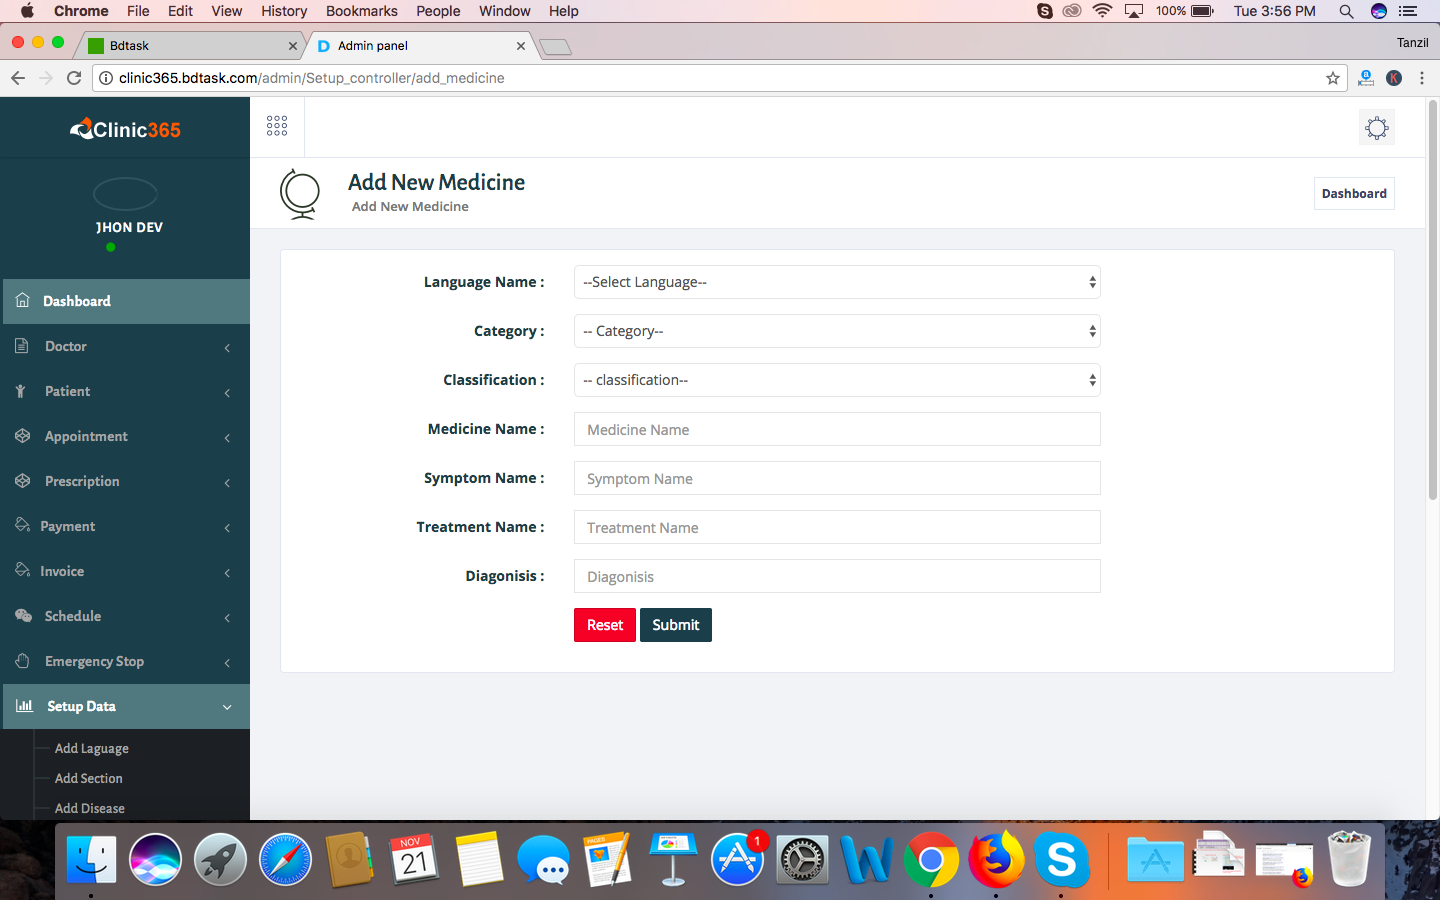 Chrome File Edit View History Bookmarks People Window Help 100% Tue 3:56 PM
Bdtask Admin panel Tanzil
clinic365.bdtask.com/admin/Setup_controller/add_medicine
Clinic365
JHON DEV
Add New Medicine
Add New Medicine
Dashboard
Dashboard
Doctor
Patient
Appointment
Prescription
Payment
Invoice
Schedule
Emergency Stop
Setup Data
Add Laguage
Add Section
Add Disease
Language Name : --Select Language--
Category : -- Category--
Classification : -- classification--
Medicine Name : Medicine Name
Symptom Name : Symptom Name
Treatment Name : Treatment Name
Diagonisis : Diagonisis
Reset Submit
NOV
21
PAGES
1